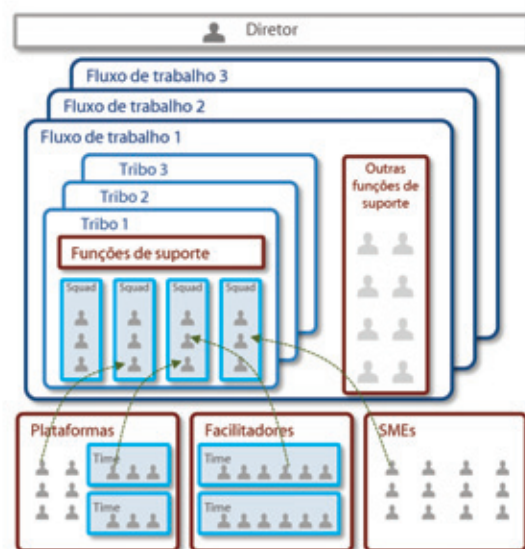 Diretor
Fluxo de trabalho 3
Fluxo de trabalho 2
Fluxo de trabalho 1
Tribo 3
Tribo 2
Tribo 1
Funções de suporte
Squad Squad Squad Squad
Outras
funções de
suporte
Plataformas
Time
Time
Facilitadores
Time
Time
SMEs